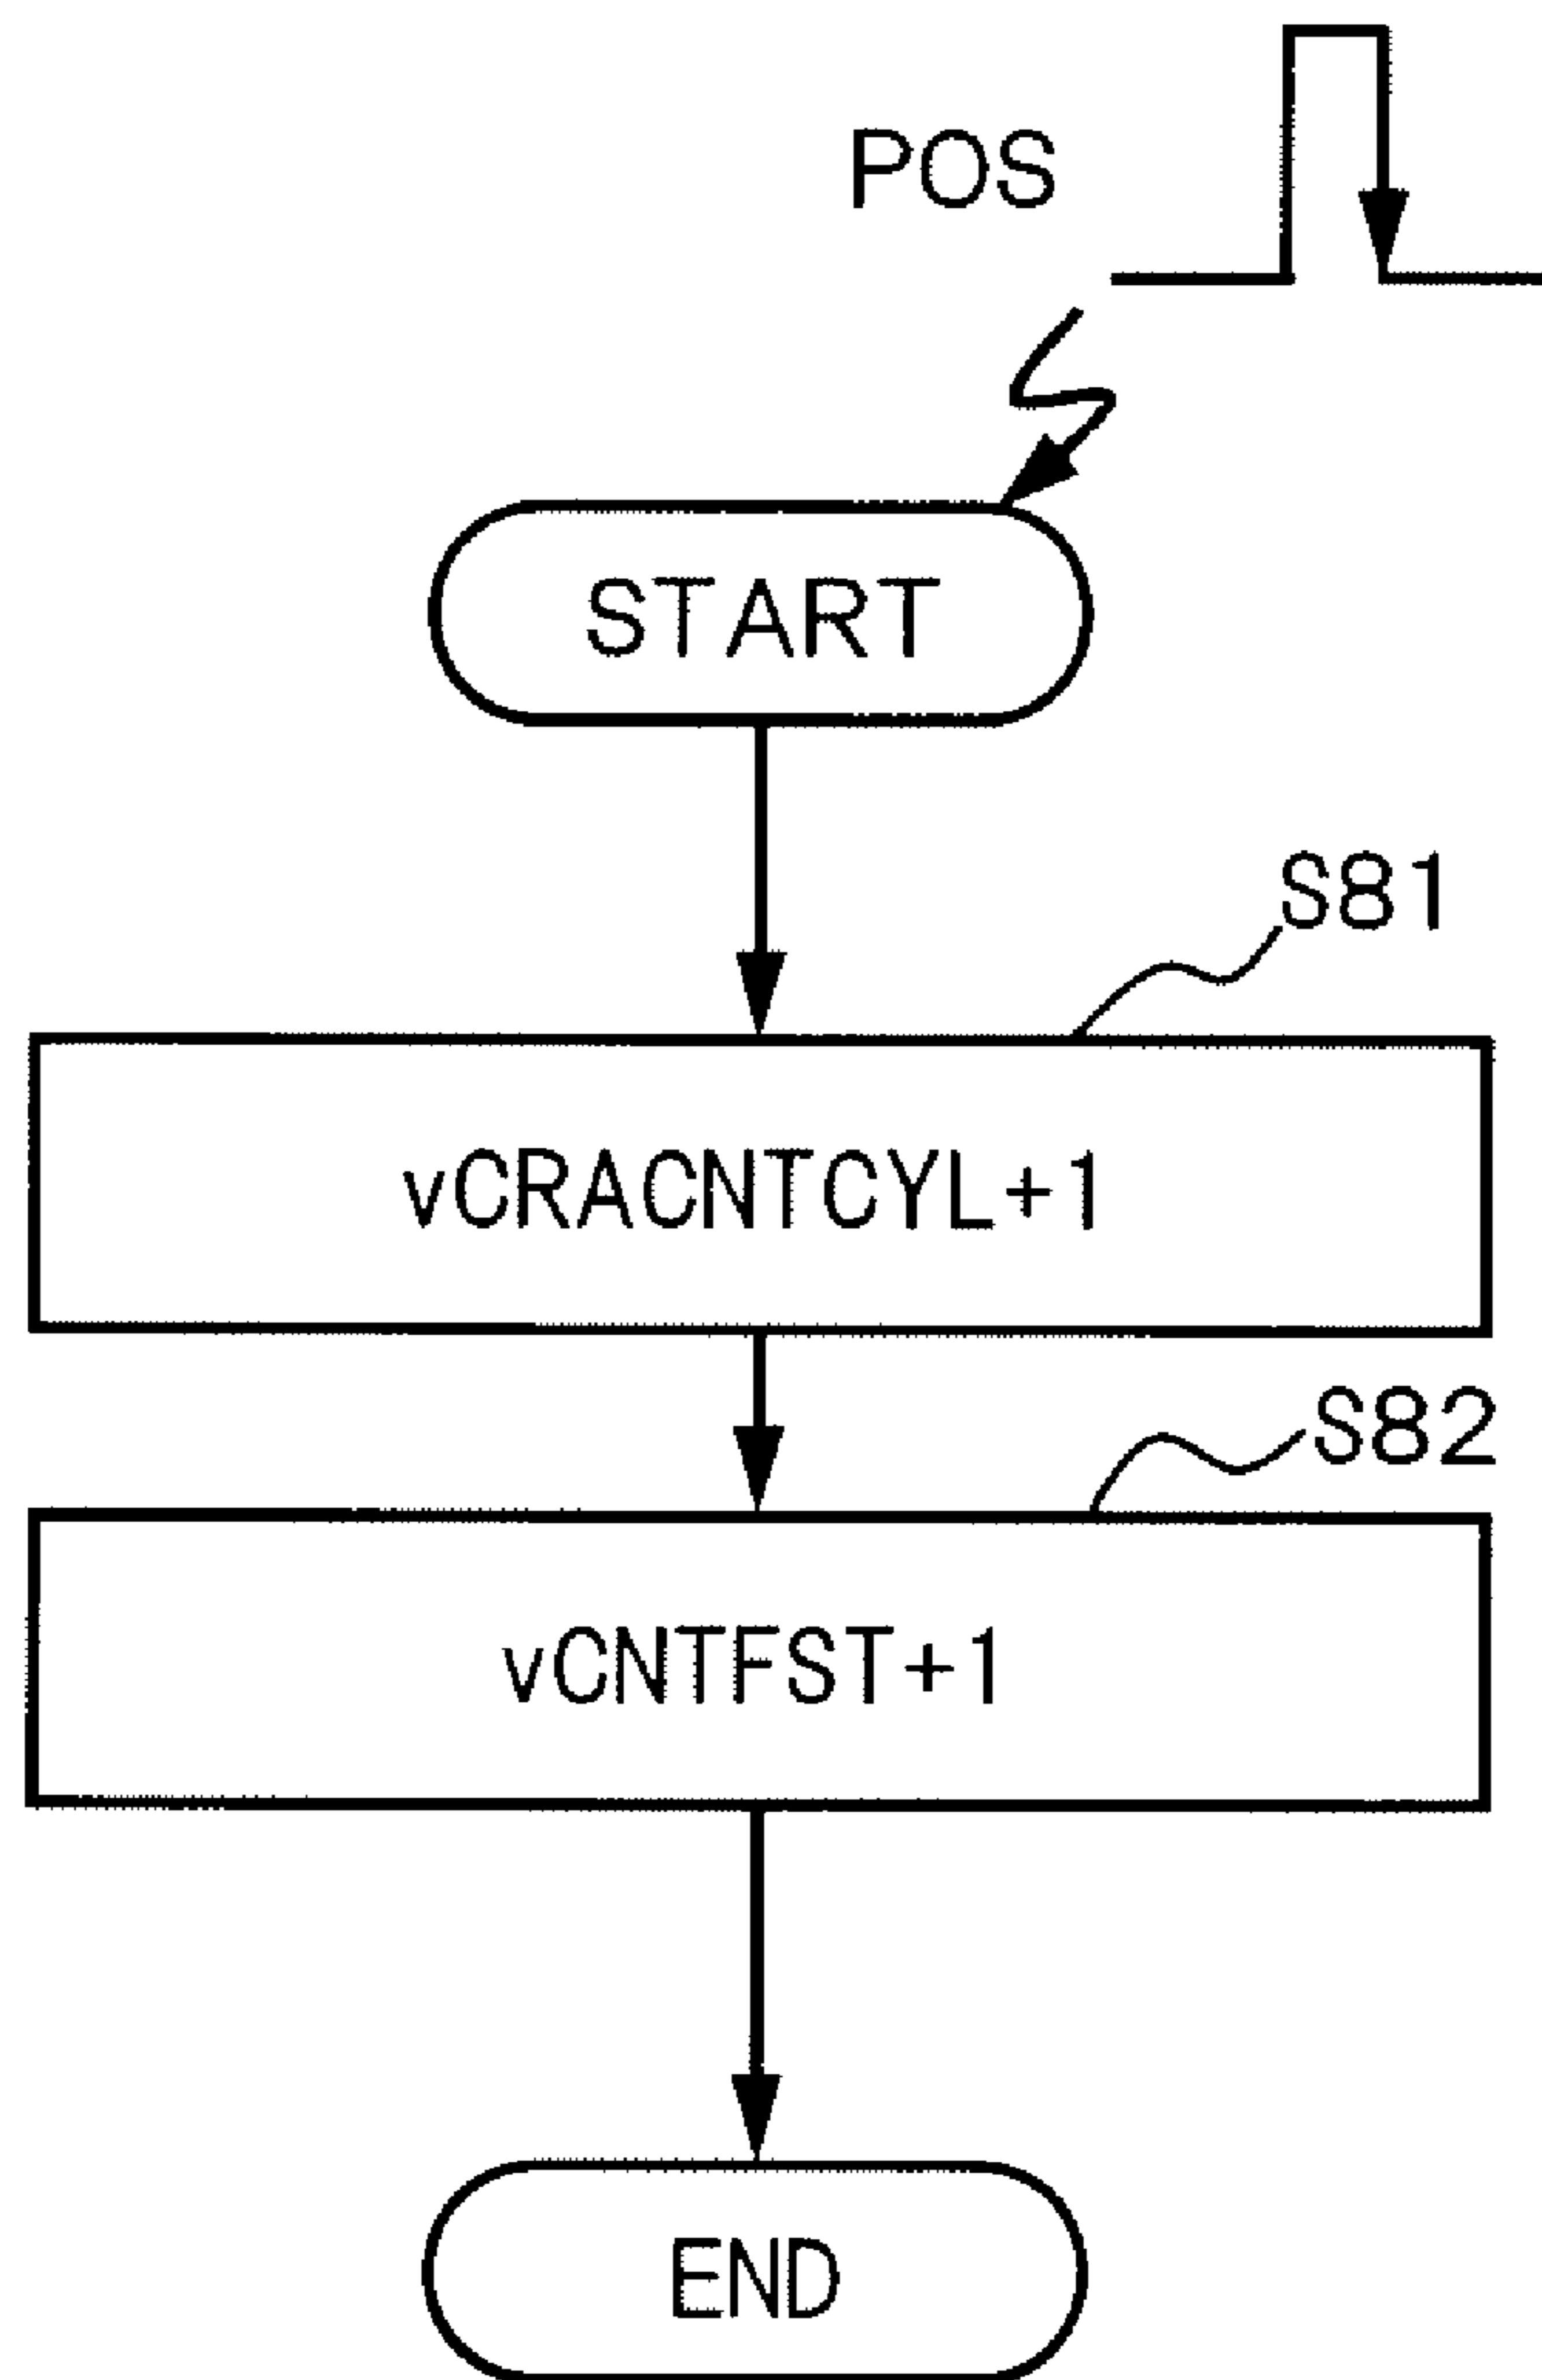 POS
START
S81
vCRACNTCYL+1
S82
vCNTFST+1
END